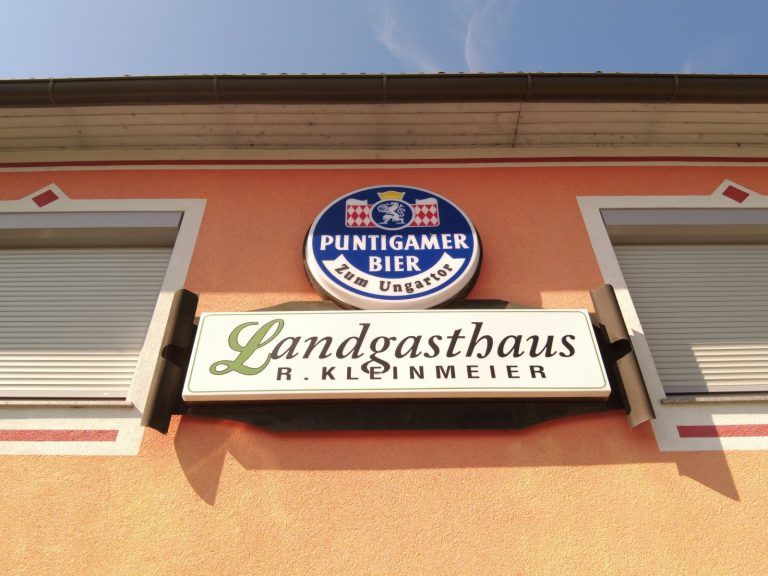 PUNTIGAMER
BIER
Zum Ungartor
Landgasthaus
R. KLEINMEIER